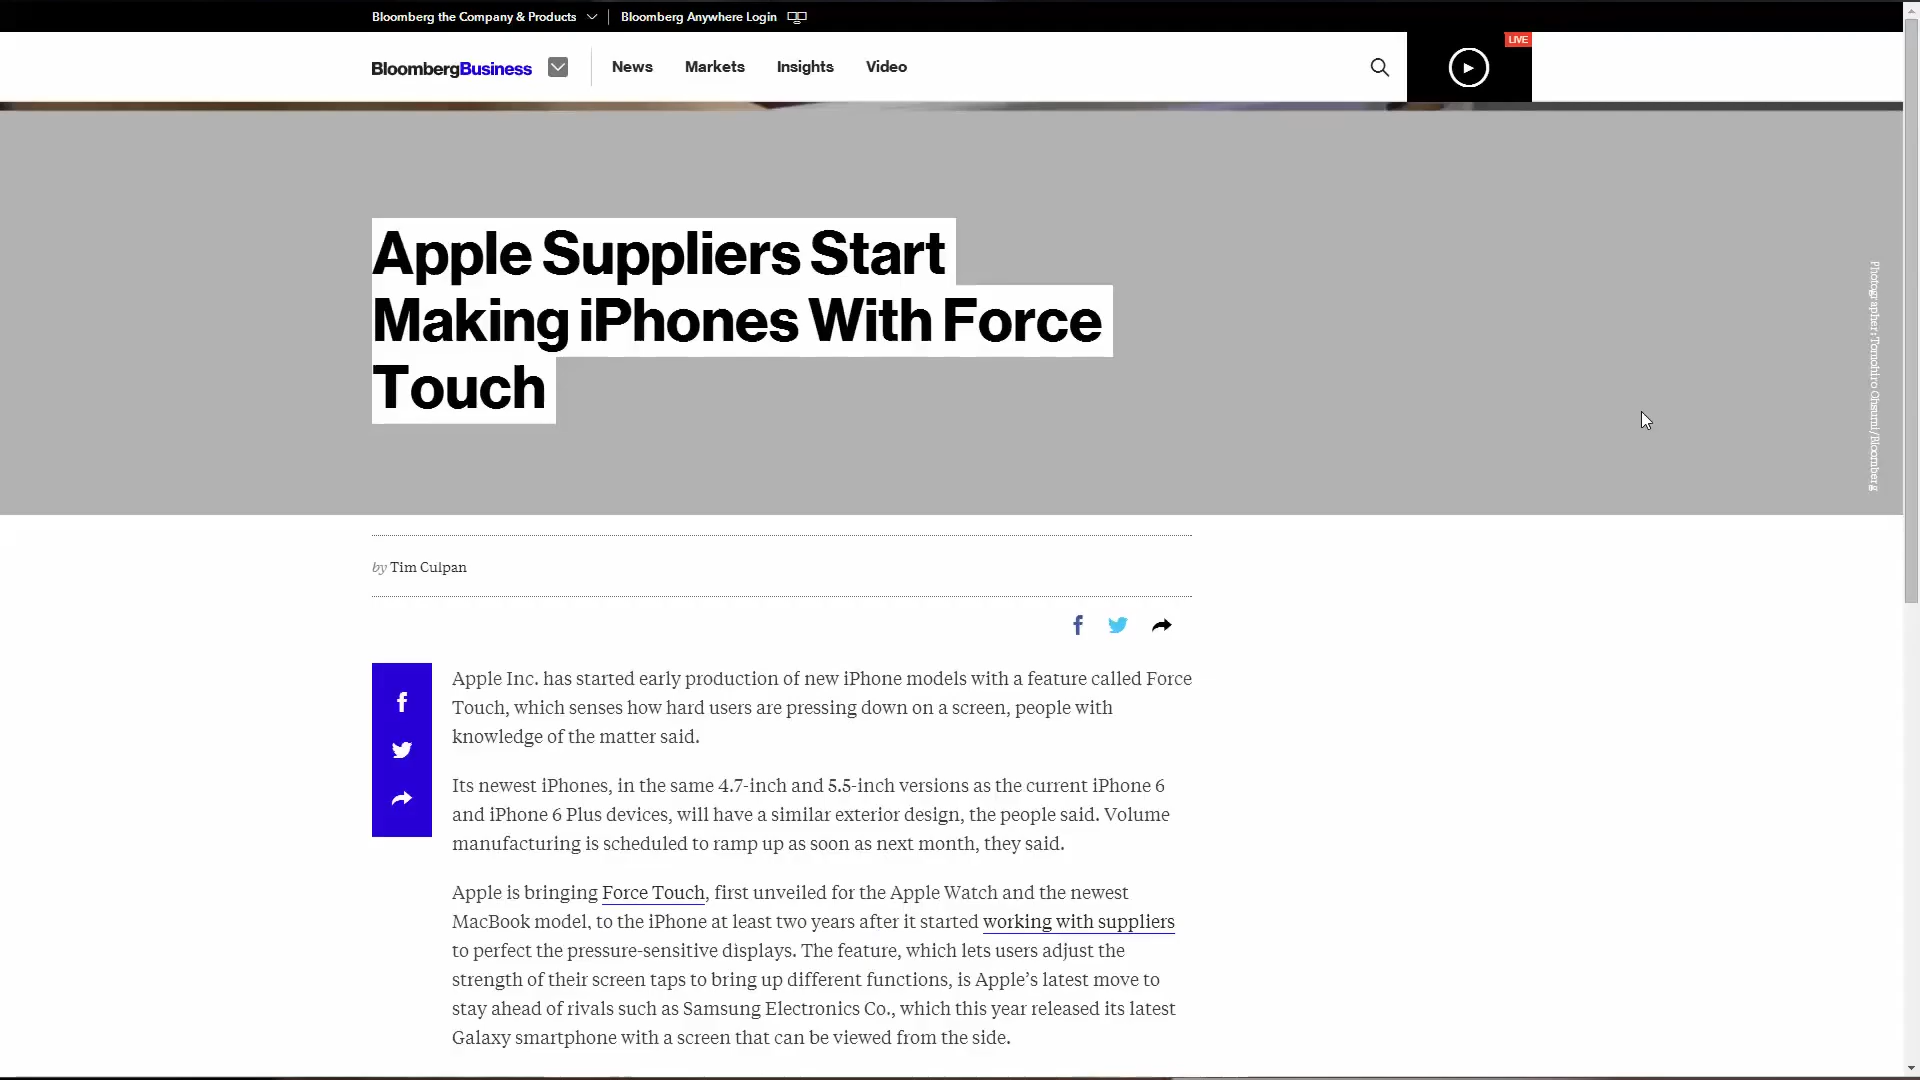 Bloomberg the Company & Products
Bloomberg Anywhere Login
BloombergBusiness
News
Markets
Insights
Video
LIVE
Apple Suppliers Start
Making iPhones With Force
Touch
Photographer: Tomohiro Ohsumi/Bloomberg
by Tim Culpan
Apple Inc. has started early production of new iPhone models with a feature called Force
Touch, which senses how hard users are pressing down on a screen, people with
knowledge of the matter said.
Its newest iPhones, in the same 4.7-inch and 5.5-inch versions as the current iPhone 6
and iPhone 6 Plus devices, will have a similar exterior design, the people said. Volume
manufacturing is scheduled to ramp up as soon as next month, they said.
Apple is bringing Force Touch, first unveiled for the Apple Watch and the newest
MacBook model, to the iPhone at least two years after it started working with suppliers
to perfect the pressure-sensitive displays. The feature, which lets users adjust the
strength of their screen taps to bring up different functions, is Apple’s latest move to
stay ahead of rivals such as Samsung Electronics Co., which this year released its latest
Galaxy smartphone with a screen that can be viewed from the side.